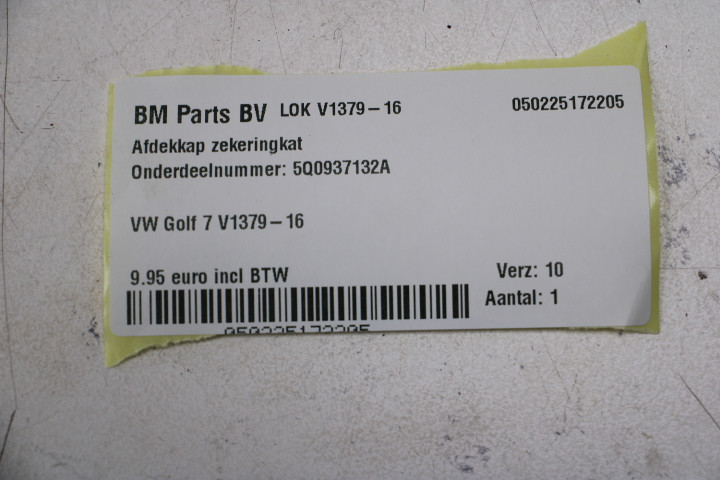 BM Parts BV LOK V1379-16 050225172205
Afdekkap zekeringkat
Onderdeelnummer: 5Q0937132A
VW Golf 7 V1379-16
9.95 euro incl BTW Verz: 10
Aantal: 1
050225172205